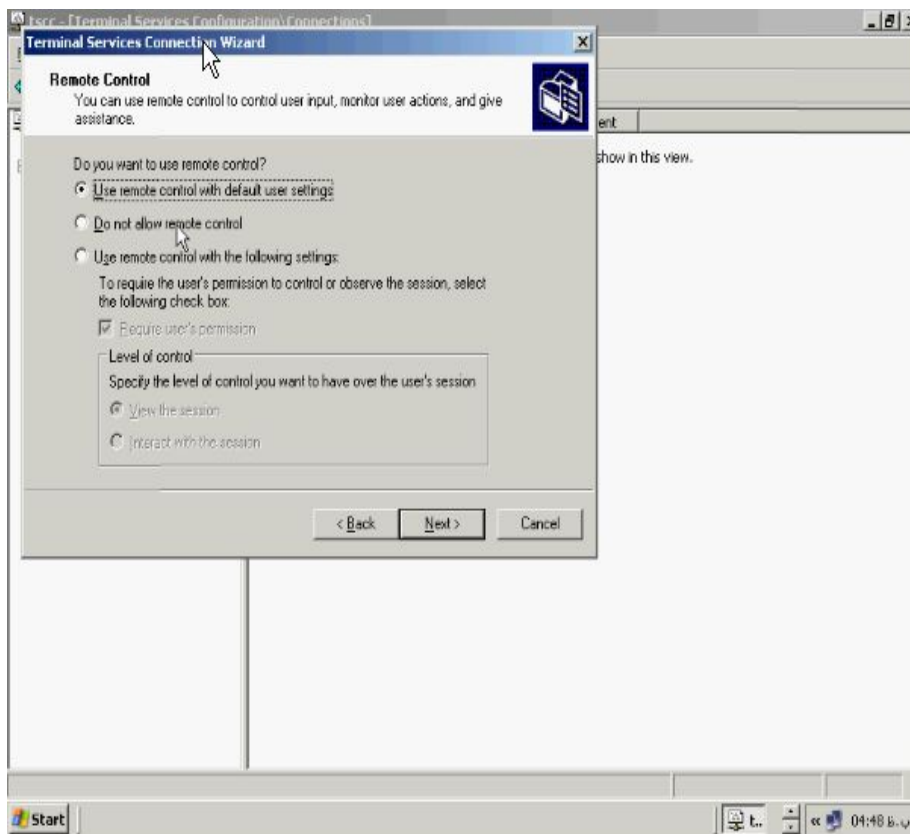 tscc - [Terminal Services Configuration\Connections]
Terminal Services Connection Wizard
Remote Control
You can use remote control to control user input, monitor user actions, and give
assistance.
ent
show in this view.
Do you want to use remote control?
Use remote control with default user settings
Do not allow remote control
Use remote control with the following settings:
To require the user's permission to control or observe the session, select
the following check box:
Require user's permission
Level of control
Specify the level of control you want to have over the user's session
View the session
Interact with the session
< Back
Next >
Cancel
Start
t..
«
04:48 ب.